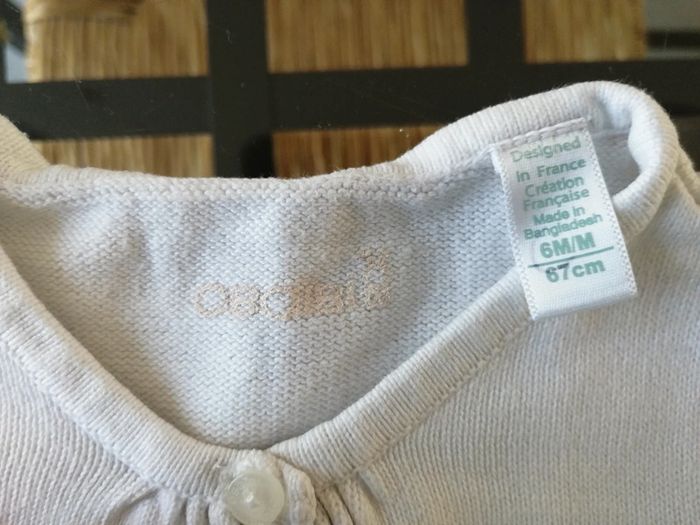 Designed
in France
Création
Française
Made in
Bangladesh
6M/M
67cm